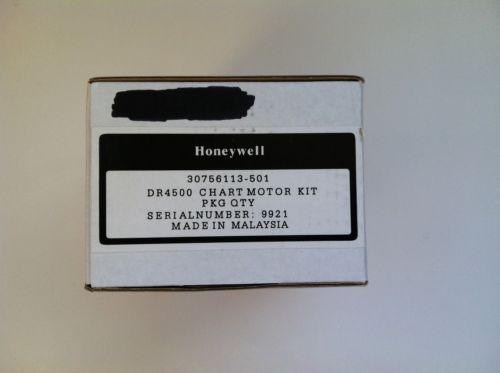 Honeywell
30756113-501
DR4500 CHART MOTOR KIT
PKG QTY
SERIALNUMBER: 9921
MADE IN MALAYSIA